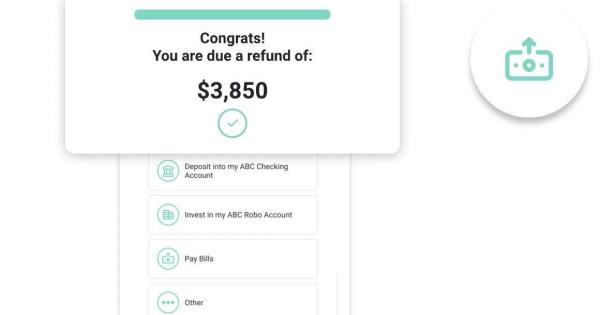 Congrats!
You are due a refund of:
$3,850
Deposit into my ABC Checking
Account
Invest in my ABC Robo Account
Pay Bills
Other